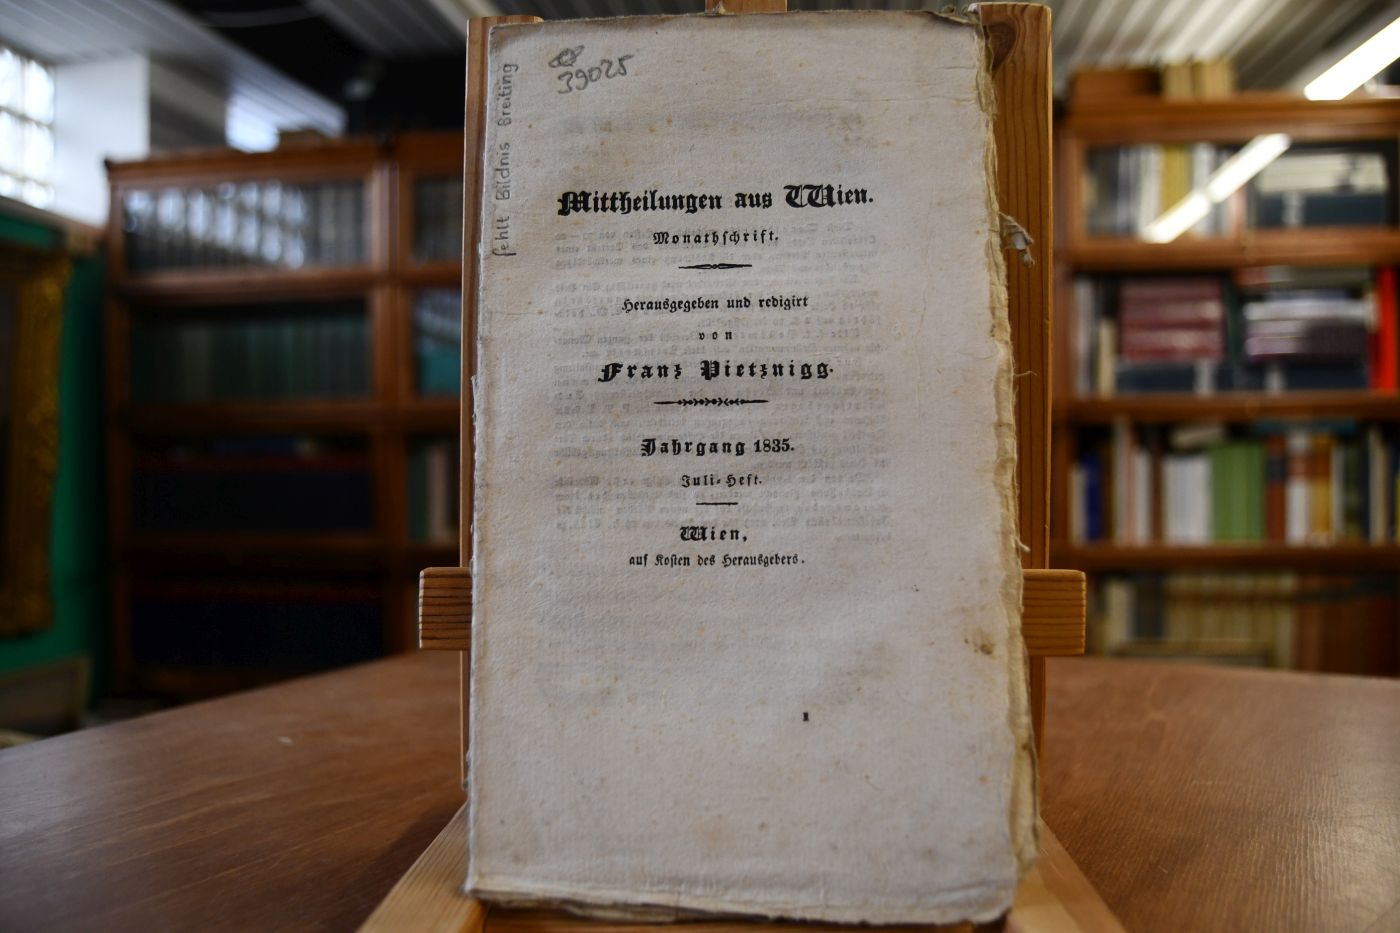 39025
fehlt Bildnis Breiting
Mittheilungen aus Wien.
Monathschrift.
Herausgegeben und redigirt
von
Franz Pietznigg.
Jahrgang 1835.
Juli-Heft.
Wien,
auf Kosten des Herausgebers.
1